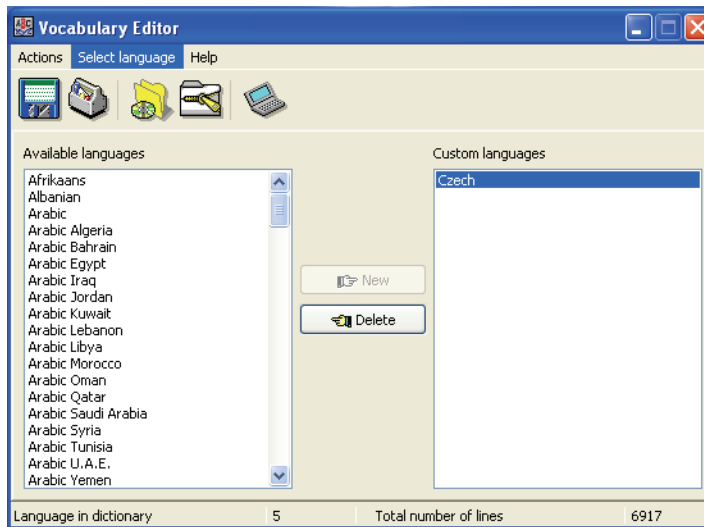 Vocabulary Editor
Actions Select language Help
Available languages
Afrikaans
Albanian
Arabic
Arabic Algeria
Arabic Bahrain
Arabic Egypt
Arabic Iraq
Arabic Jordan
Arabic Kuwait
Arabic Lebanon
Arabic Libya
Arabic Morocco
Arabic Oman
Arabic Qatar
Arabic Saudi Arabia
Arabic Syria
Arabic Tunisia
Arabic U.A.E.
Arabic Yemen
New
Delete
Custom languages
Czech
Language in dictionary 5 Total number of lines 6917